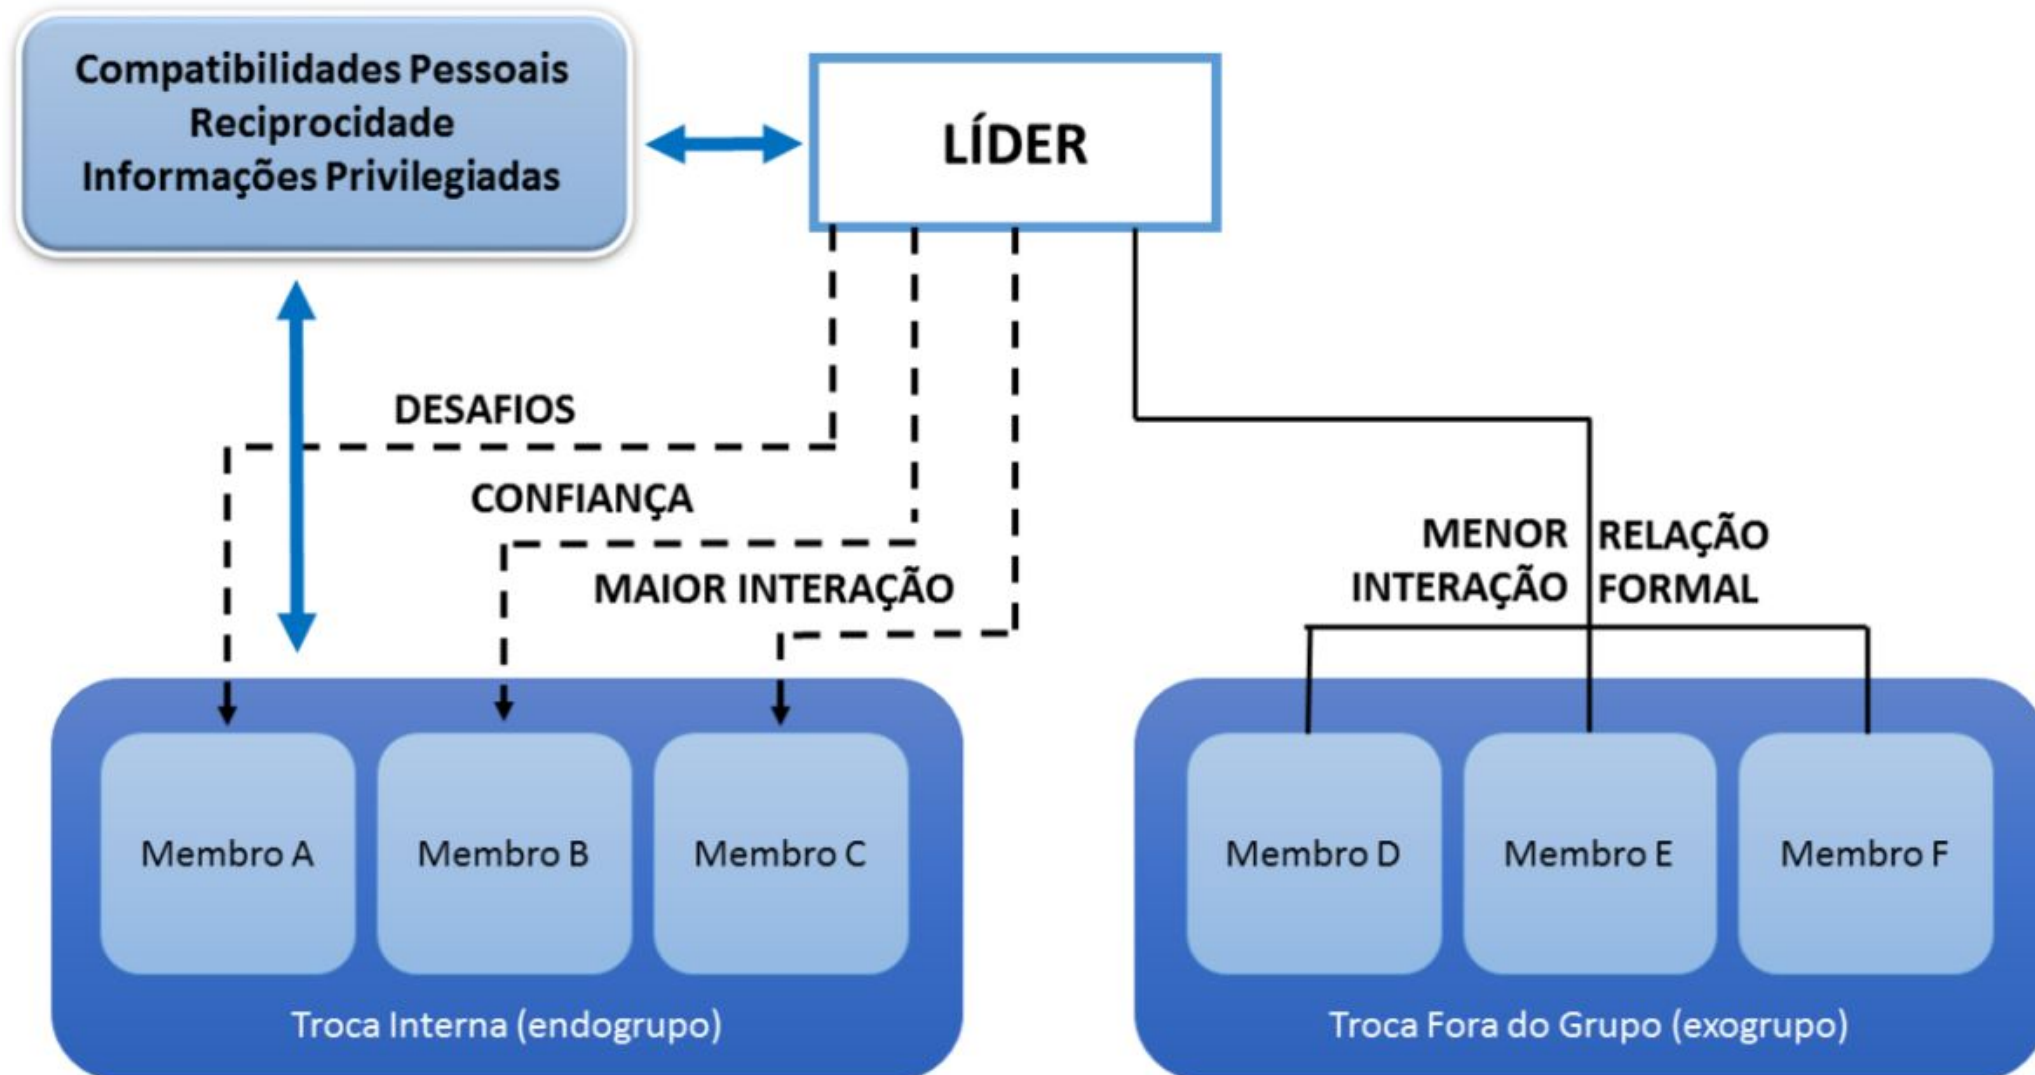 Compatibilidades Pessoais
Reciprocidade
Informações Privilegiadas
LÍDER
DESAFIOS
CONFIANÇA
MAIOR INTERAÇÃO
MENOR
INTERAÇÃO
RELAÇÃO
FORMAL
Membro A
Membro B
Membro C
Troca Interna (endogrupo)
Membro D
Membro E
Membro F
Troca Fora do Grupo (exogrupo)